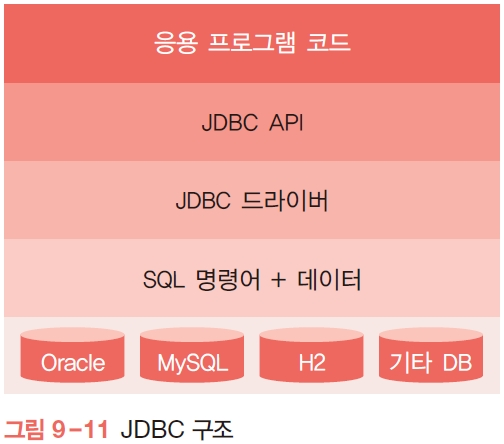 응용 프로그램 코드
JDBC API
JDBC 드라이버
SQL 명령어 + 데이터
Oracle MySQL H2 기타 DB
그림 9-11 JDBC 구조